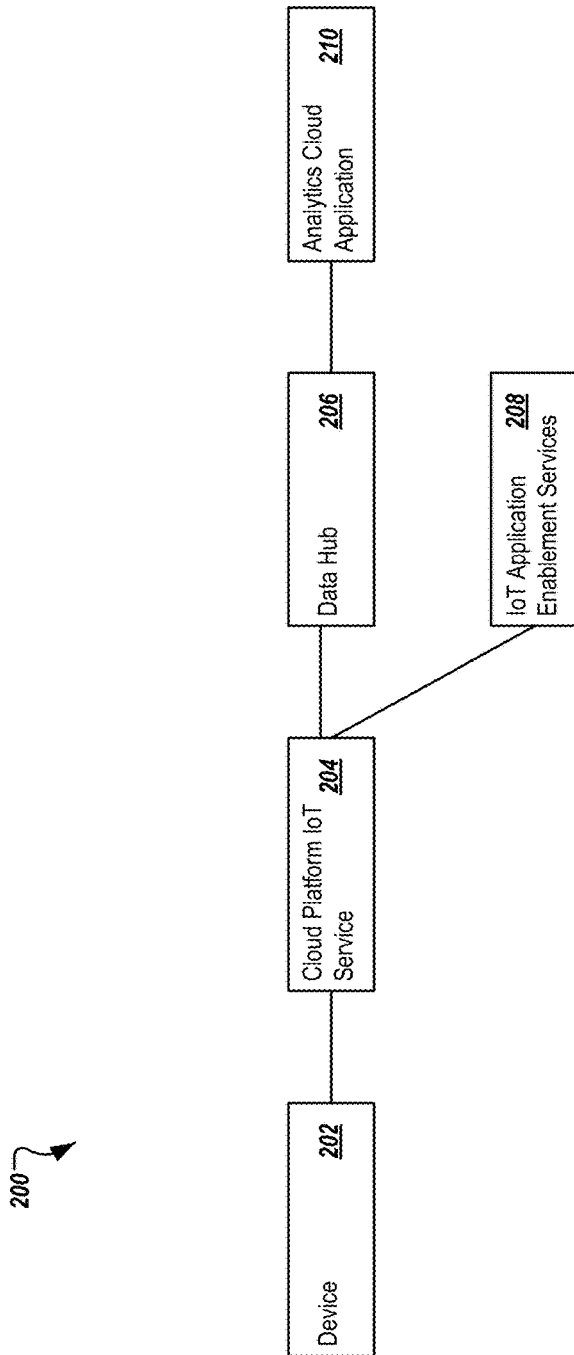 200
Device
202
Cloud Platform IoT
Service
204
Data Hub
206
IoT Application
Enablement Services
208
Analytics Cloud
Application
210